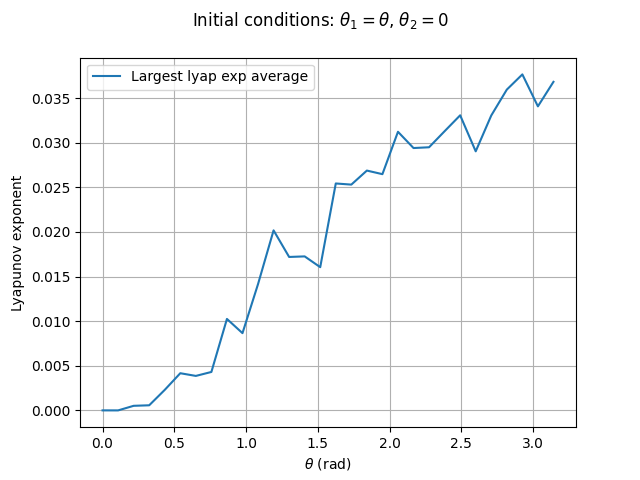 Initial conditions: θ₁ = θ, θ₂ = 0
Largest lyap exp average
Lyapunov exponent
0.035
0.030
0.025
0.020
0.015
0.010
0.005
0.000
0.0 0.5 1.0 1.5 2.0 2.5 3.0
θ (rad)